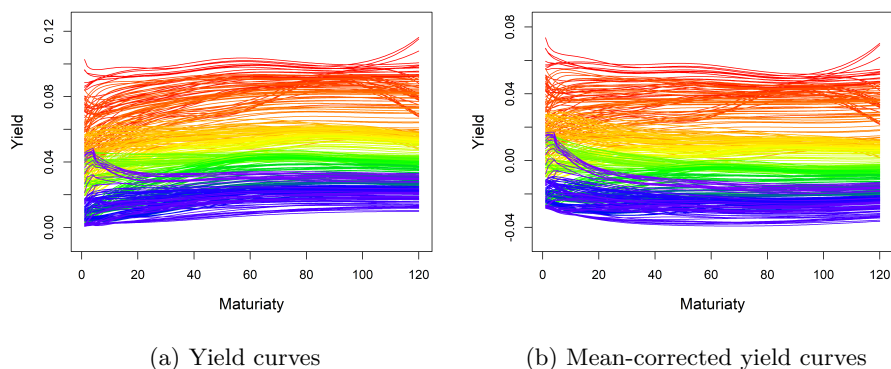 0.12
0.08
0.04
0.00
Yield
0 20 40 60 80 100 120
Maturiaty
(a) Yield curves
0.08
0.04
0.00
-0.04
Yield
0 20 40 60 80 100 120
Maturiaty
(b) Mean-corrected yield curves